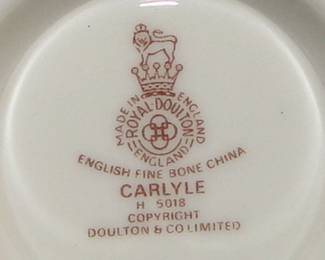 MADE IN ENGLAND
ROYAL·DOULTON
ENGLAND
ENGLISH FINE BONE CHINA
CARLYLE
H 5018
COPYRIGHT
DOULTON & CO LIMITED